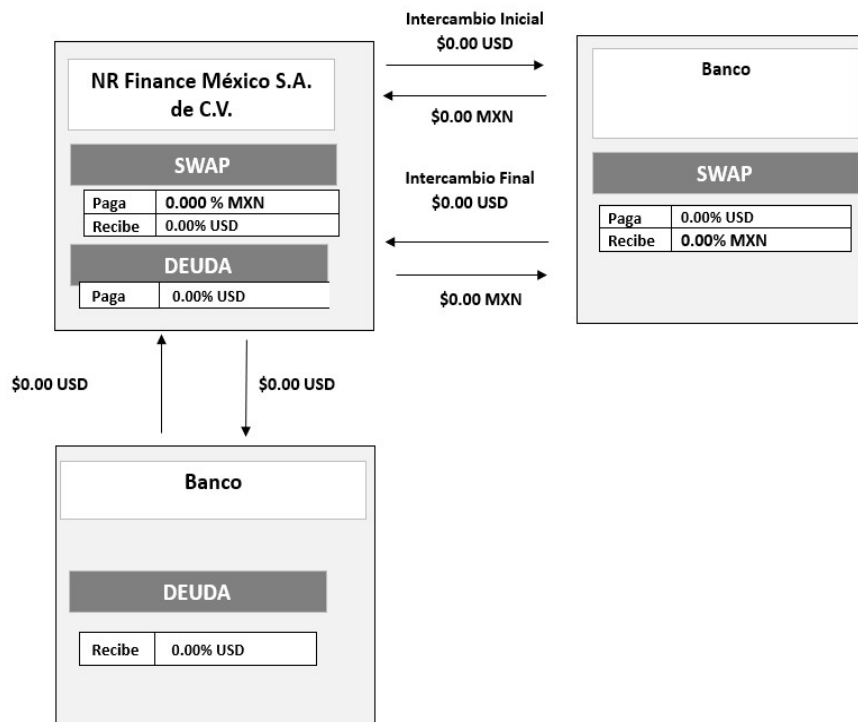 Intercambio Inicial
$0.00 USD
NR Finance México S.A.
de C.V.
Banco
$0.00 MXN
SWAP
SWAP
Intercambio Final
$0.00 USD
Paga 0.000 % MXN
Recibe 0.00% USD
Paga 0.00% USD
Recibe 0.00% MXN
DEUDA
Paga 0.00% USD
$0.00 MXN
$0.00 USD
$0.00 USD
Banco
DEUDA
Recibe 0.00% USD